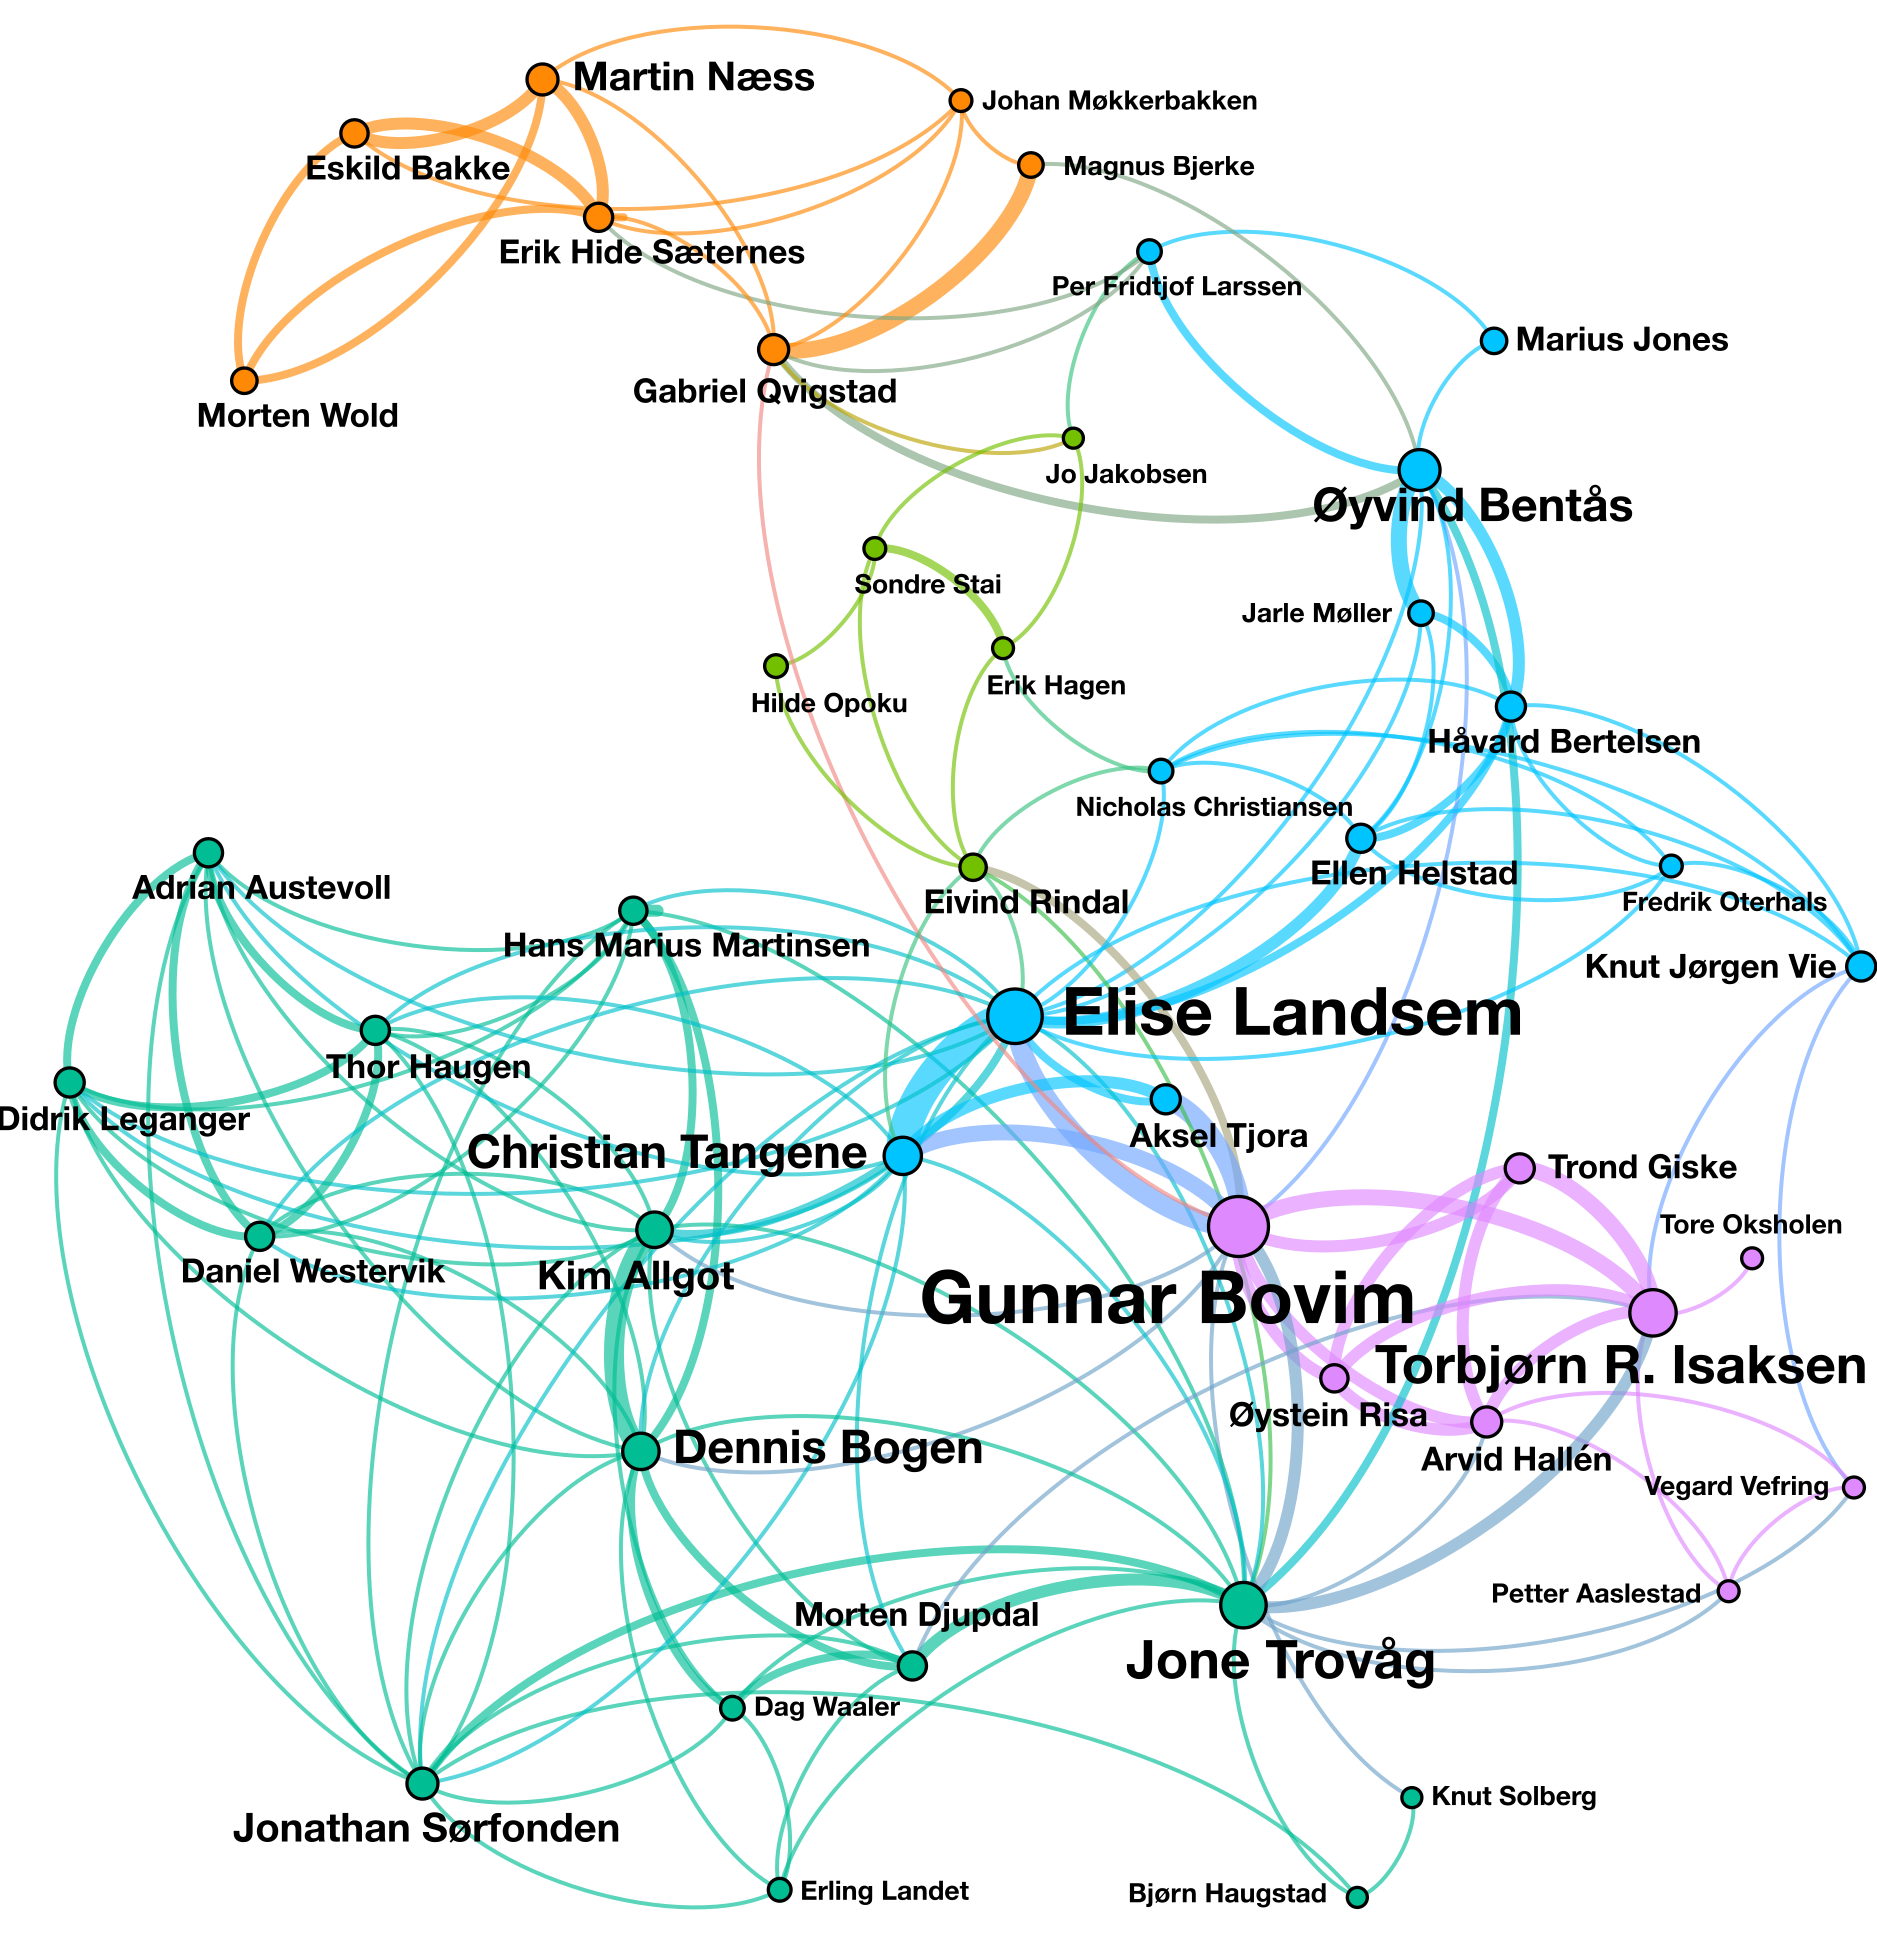 Martin Næss
Johan Møkkerbakken
Eskild Bakke
Magnus Bjerke
Erik Hide Sæternes
Per Fridtjof Larssen
Marius Jones
Gabriel Qvigstad
Morten Wold
Jo Jakobsen
Øyvind Bentås
Sondre Stai
Jarle Møller
Erik Hagen
Hilde Opoku
Håvard Bertelsen
Nicholas Christiansen
Ellen Helstad
Adrian Austevoll
Eivind Rindal
Fredrik Oterhals
Hans Marius Martinsen
Knut Jørgen Vie
Elise Landsem
Thor Haugen
Didrik Leganger
Aksel Tjora
Christian Tangene
Trond Giske
Tore Oksholen
Daniel Westervik
Kim Allgot
Gunnar Bovim
Torbjørn R. Isaksen
Øystein Risa
Dennis Bogen
Arvid Hallén
Vegard Vefring
Petter Aaslestad
Morten Djupdal
Jone Trovåg
Dag Waaler
Knut Solberg
Jonathan Sørfonden
Erling Landet
Bjørn Haugstad